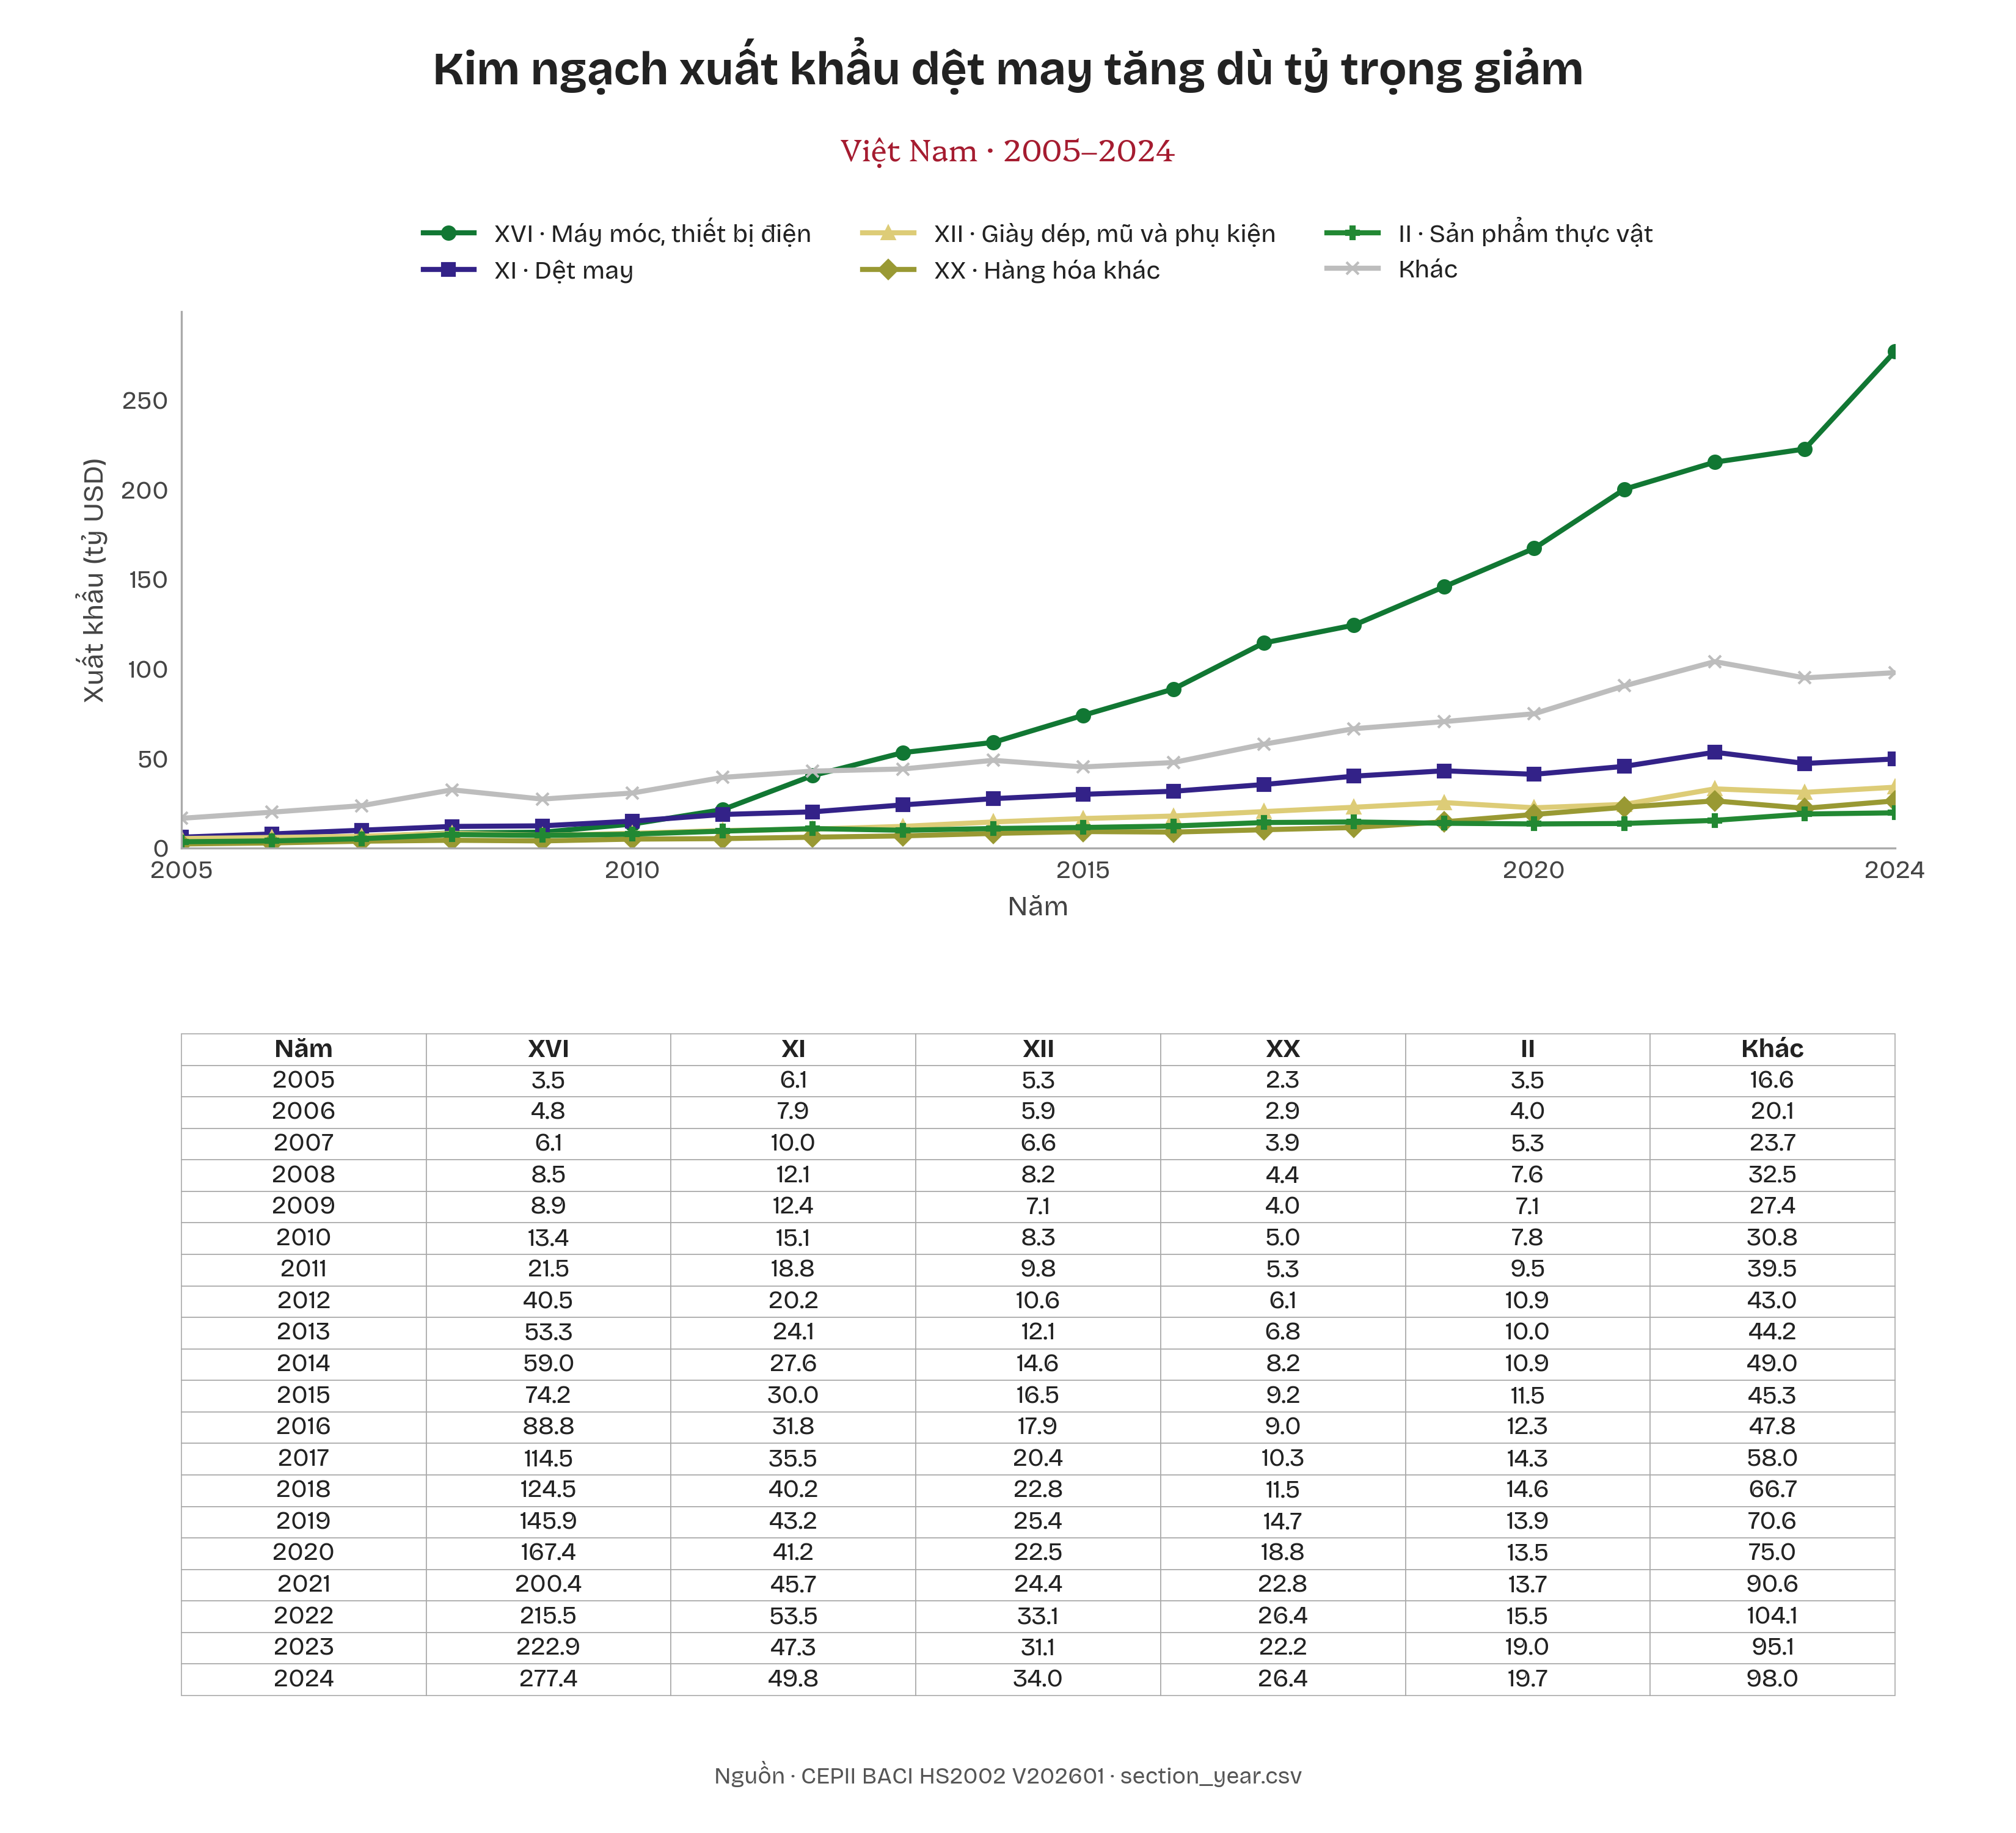 Kim ngạch xuất khẩu dệt may tăng dù tỷ trọng giảm
Việt Nam · 2005–2024
XVI · Máy móc, thiết bị điện
XI · Dệt may
XII · Giày dép, mũ và phụ kiện
XX · Hàng hóa khác
II · Sản phẩm thực vật
Khác
Xuất khẩu (tỷ USD)
250
200
150
100
50
0
2005 2010 2015 2020 2024
Năm
Năm XVI XI XII XX II Khác
2005 3.5 6.1 5.3 2.3 3.5 16.6
2006 4.8 7.9 5.9 2.9 4.0 20.1
2007 6.1 10.0 6.6 3.9 5.3 23.7
2008 8.5 12.1 8.2 4.4 7.6 32.5
2009 8.9 12.4 7.1 4.0 7.1 27.4
2010 13.4 15.1 8.3 5.0 7.8 30.8
2011 21.5 18.8 9.8 5.3 9.5 39.5
2012 40.5 20.2 10.6 6.1 10.9 43.0
2013 53.3 24.1 12.1 6.8 10.0 44.2
2014 59.0 27.6 14.6 8.2 10.9 49.0
2015 74.2 30.0 16.5 9.2 11.5 45.3
2016 88.8 31.8 17.9 9.0 12.3 47.8
2017 114.5 35.5 20.4 10.3 14.3 58.0
2018 124.5 40.2 22.8 11.5 14.6 66.7
2019 145.9 43.2 25.4 14.7 13.9 70.6
2020 167.4 41.2 22.5 18.8 13.5 75.0
2021 200.4 45.7 24.4 22.8 13.7 90.6
2022 215.5 53.5 33.1 26.4 15.5 104.1
2023 222.9 47.3 31.1 22.2 19.0 95.1
2024 277.4 49.8 34.0 26.4 19.7 98.0
Nguồn · CEPII BACI HS2002 V202601 · section_year.csv